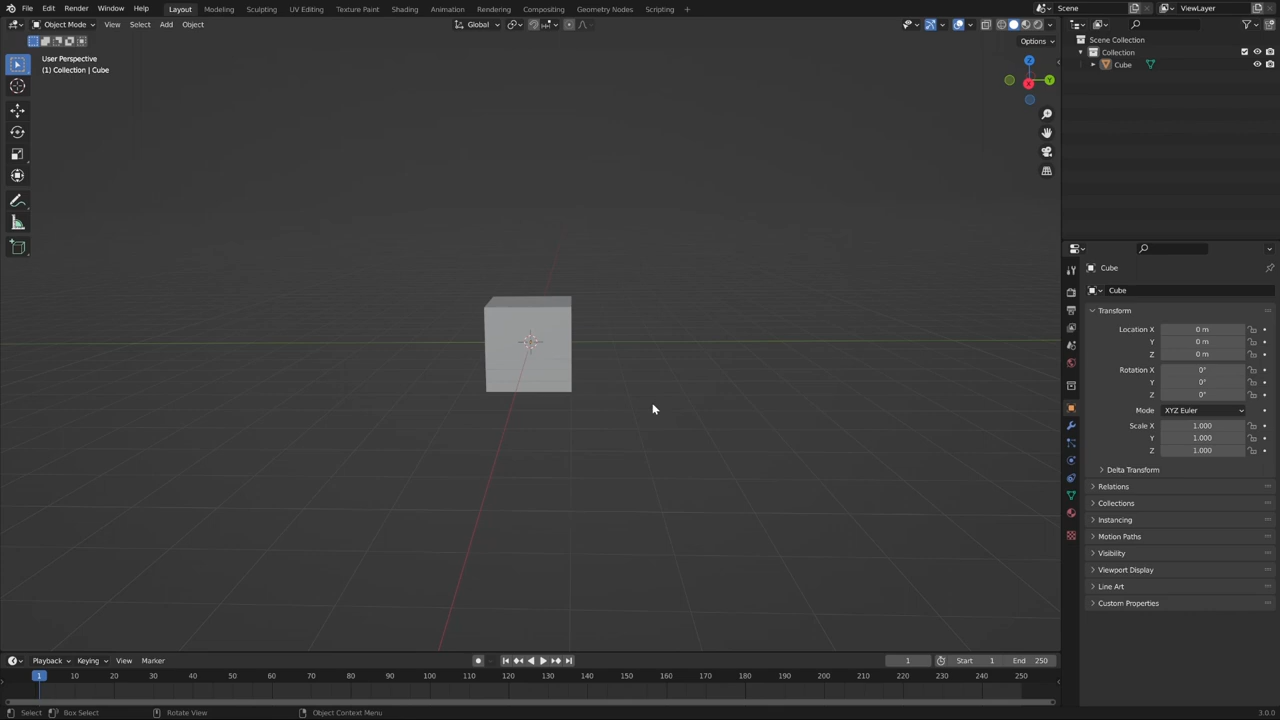 File Edit Render Window Help Layout Modeling Sculpting UV Editing Texture Paint Shading Animation Rendering Compositing Geometry Nodes Scripting + Scene ViewLayer
Object Mode View Select Add Object Global
Options
User Perspective
(1) Collection | Cube
Z
Y
X
Scene Collection
Collection
Cube
Cube
Cube
Transform
Location X 0 m
Y 0 m
Z 0 m
Rotation X 0°
Y 0°
Z 0°
Mode XYZ Euler
Scale X 1.000
Y 1.000
Z 1.000
Delta Transform
Relations
Collections
Instancing
Motion Paths
Visibility
Viewport Display
Line Art
Custom Properties
Playback Keying View Marker 1 Start 1 End 250
1 10 20 30 40 50 60 70 80 90 100 110 120 130 140 150 160 170 180 190 200 210 220 230 240 250
Select Box Select Rotate View Object Context Menu 3.0.0